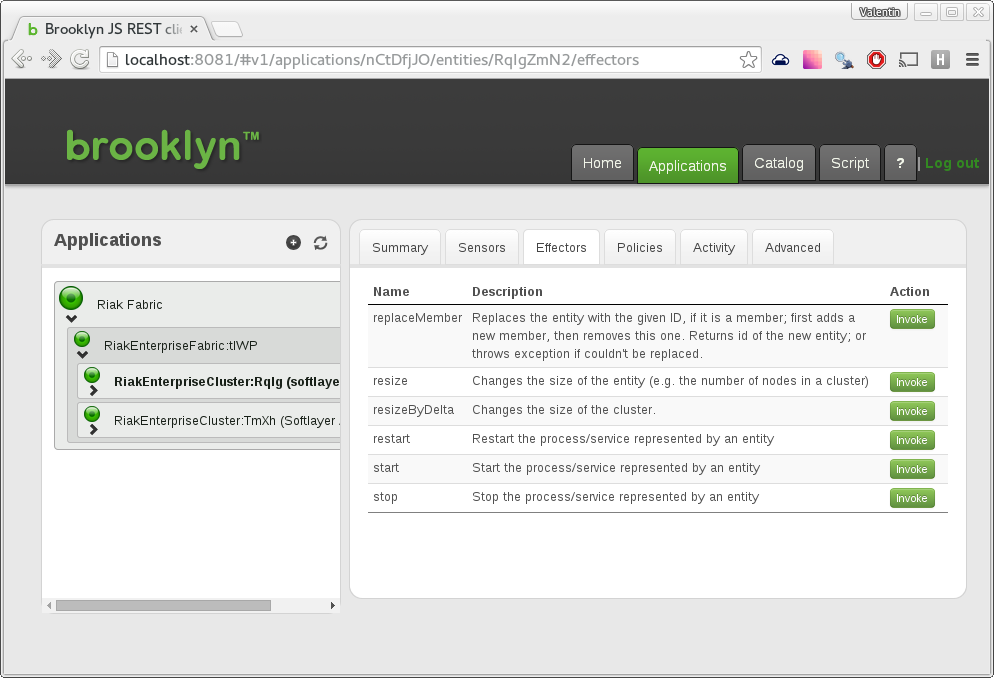 Valentin
b Brooklyn JS REST clie
localhost:8081/#v1/applications/nCtDfjJO/entities/RqIgZmN2/effectors
H
brooklyn™
Home Applications Catalog Script ? | Log out
Applications
Summary Sensors Effectors Policies Activity Advanced
Riak Fabric
RiakEnterpriseFabric:tIWP
RiakEnterpriseCluster:RqIg (softlaye
RiakEnterpriseCluster:TmXh (Softlayer
Name Description Action
replaceMember Replaces the entity with the given ID, if it is a member; first adds a Invoke
new member, then removes this one. Returns id of the new entity; or
throws exception if couldn't be replaced.
resize Changes the size of the entity (e.g. the number of nodes in a cluster) Invoke
resizeByDelta Changes the size of the cluster. Invoke
restart Restart the process/service represented by an entity Invoke
start Start the process/service represented by an entity Invoke
stop Stop the process/service represented by an entity Invoke